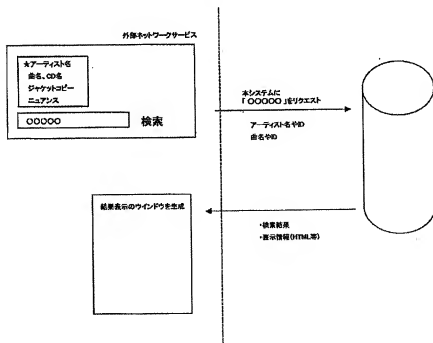 外部ネットワークサービス
★アーティスト名
曲名、CD名
ジャケットコピー
ニュアンス
○○○○○
検索
本システムに
「 ○○○○○ 」をリクエスト
アーティスト名やID
曲名やID
結果表示のウインドウを生成
・検索結果
・表示情報(HTML等)